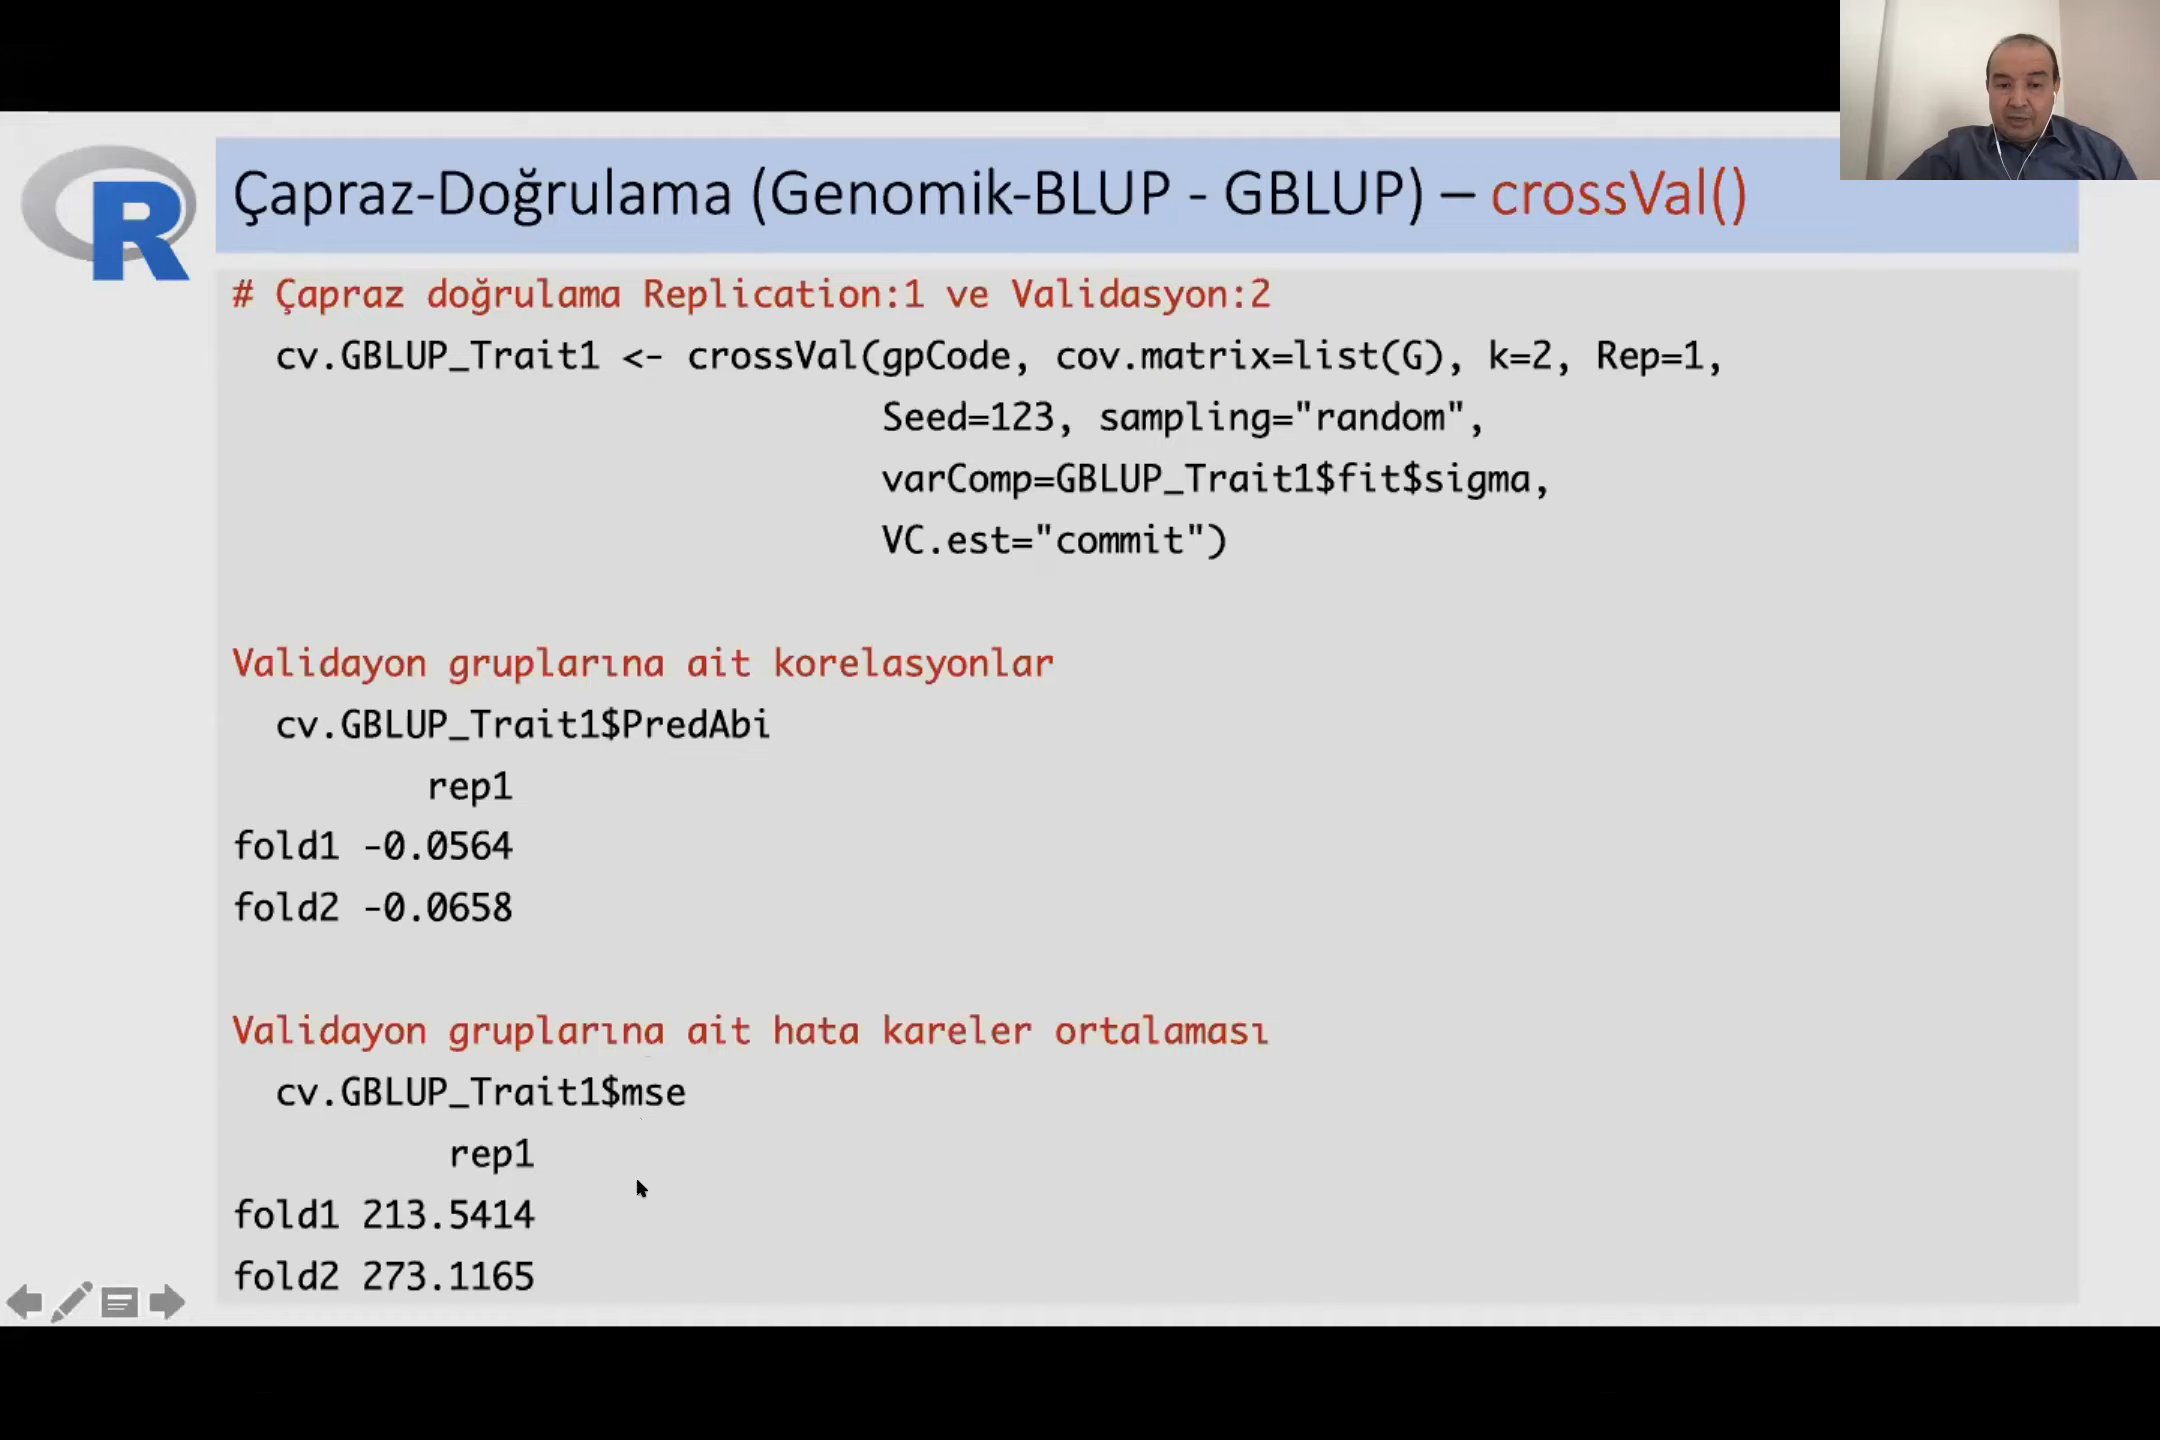 R
Çapraz-Doğrulama (Genomik-BLUP - GBLUP) – crossVal()
# Çapraz doğrulama Replication:1 ve Validasyon:2
cv.GBLUP_Trait1 <- crossVal(gpCode, cov.matrix=list(G), k=2, Rep=1,
Seed=123, sampling="random",
varComp=GBLUP_Trait1$fit$sigma,
VC.est="commit")
Validayon gruplarına ait korelasyonlar
cv.GBLUP_Trait1$PredAbi
rep1
fold1 -0.0564
fold2 -0.0658
Validayon gruplarına ait hata kareler ortalaması
cv.GBLUP_Trait1$mse
rep1
fold1 213.5414
fold2 273.1165